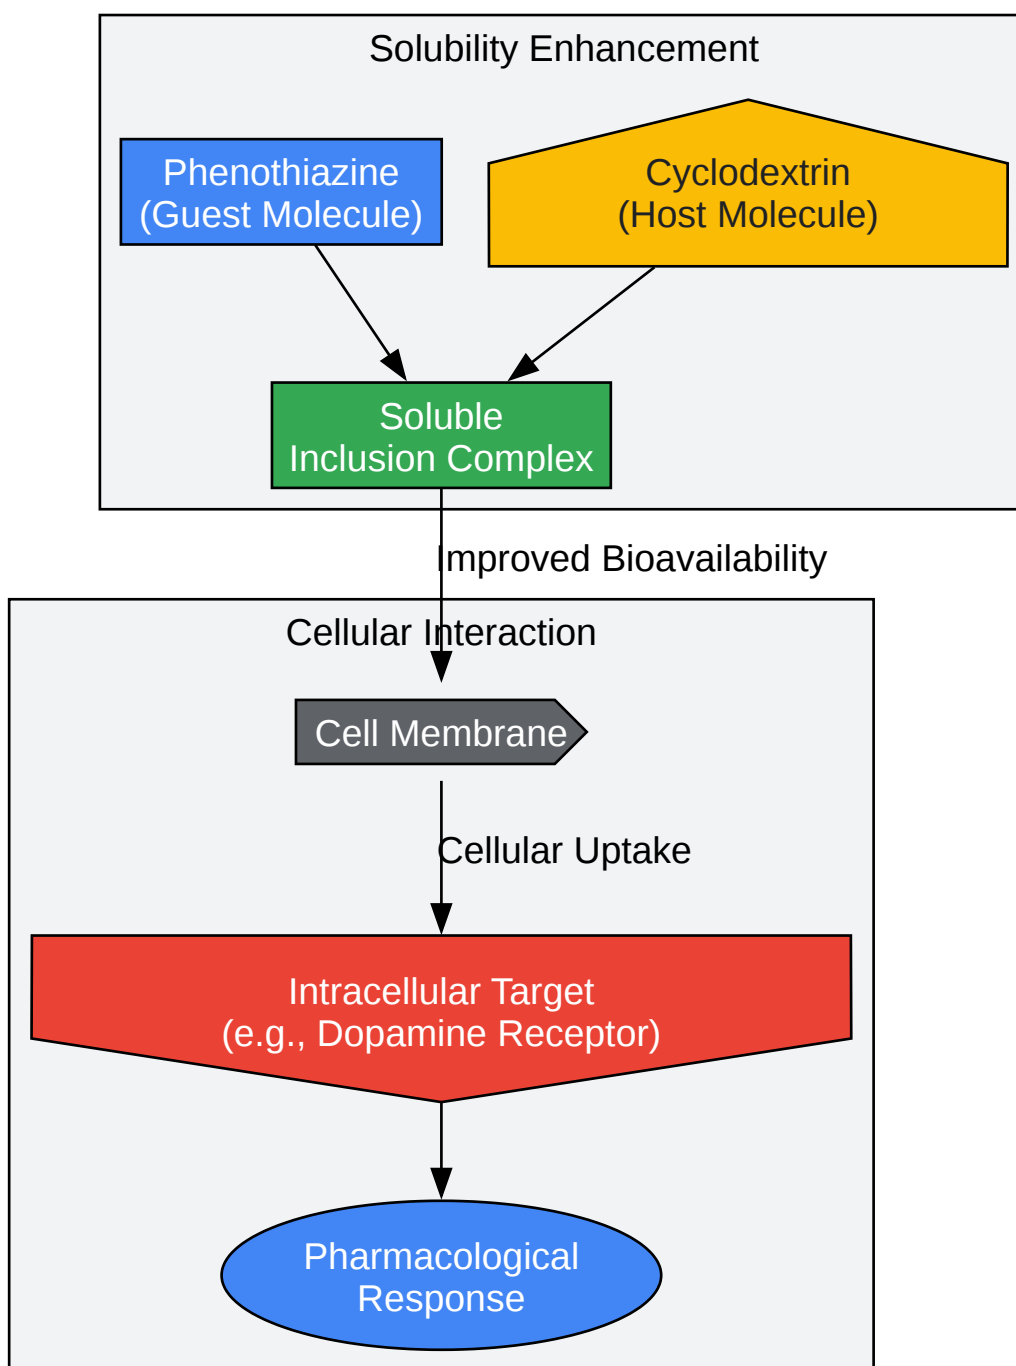 Solubility Enhancement
Phenothiazine
(Guest Molecule)
Cyclodextrin
(Host Molecule)
Soluble
Inclusion Complex
Improved Bioavailability
Cellular Interaction
Cell Membrane
Cellular Uptake
Intracellular Target
(e.g., Dopamine Receptor)
Pharmacological
Response